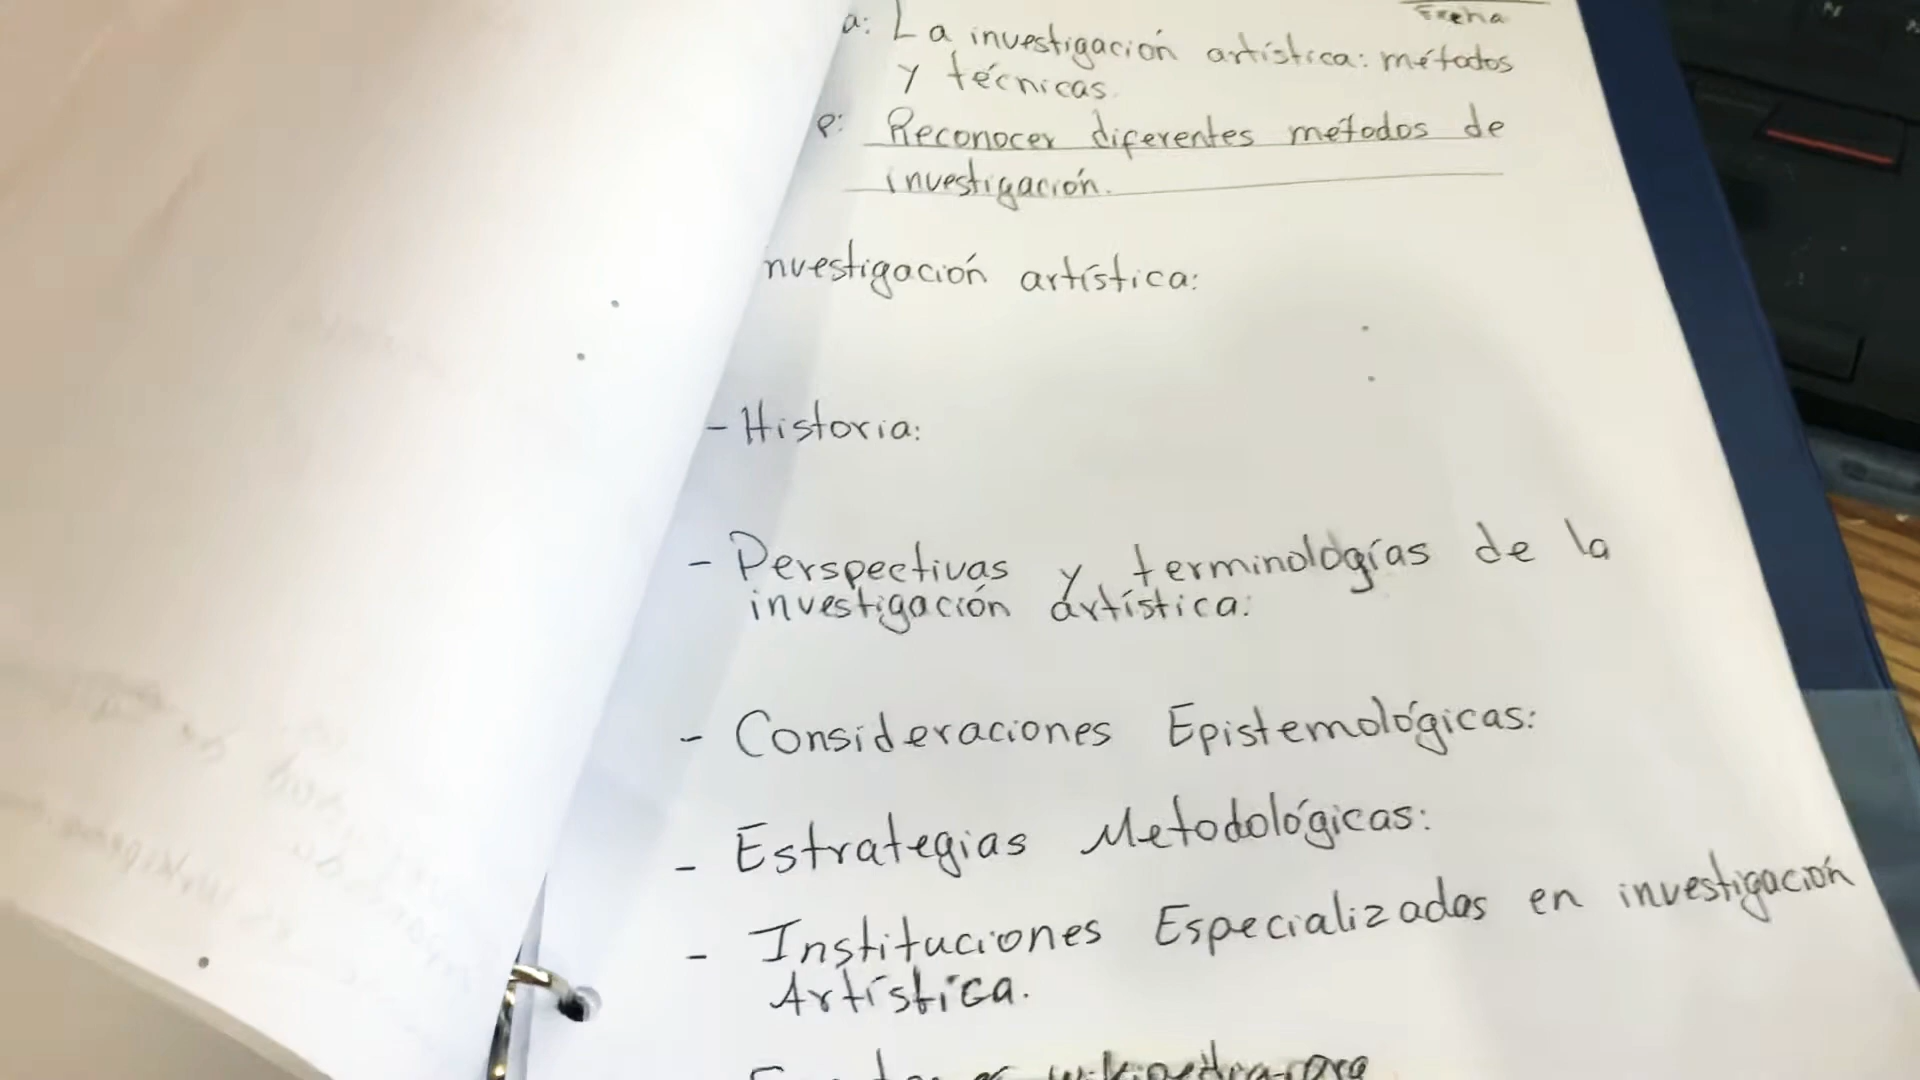 Fecha
a: La investigación artística: métodos
y técnicas.
P: Reconocer diferentes métodos de
investigación.
nvestigación artística:
- Historia:
- Perspectivas y terminologías de la
investigación artística:
- Consideraciones Epistemológicas:
- Estrategias Metodológicas:
- Instituciones Especializadas en investigación
Artística.